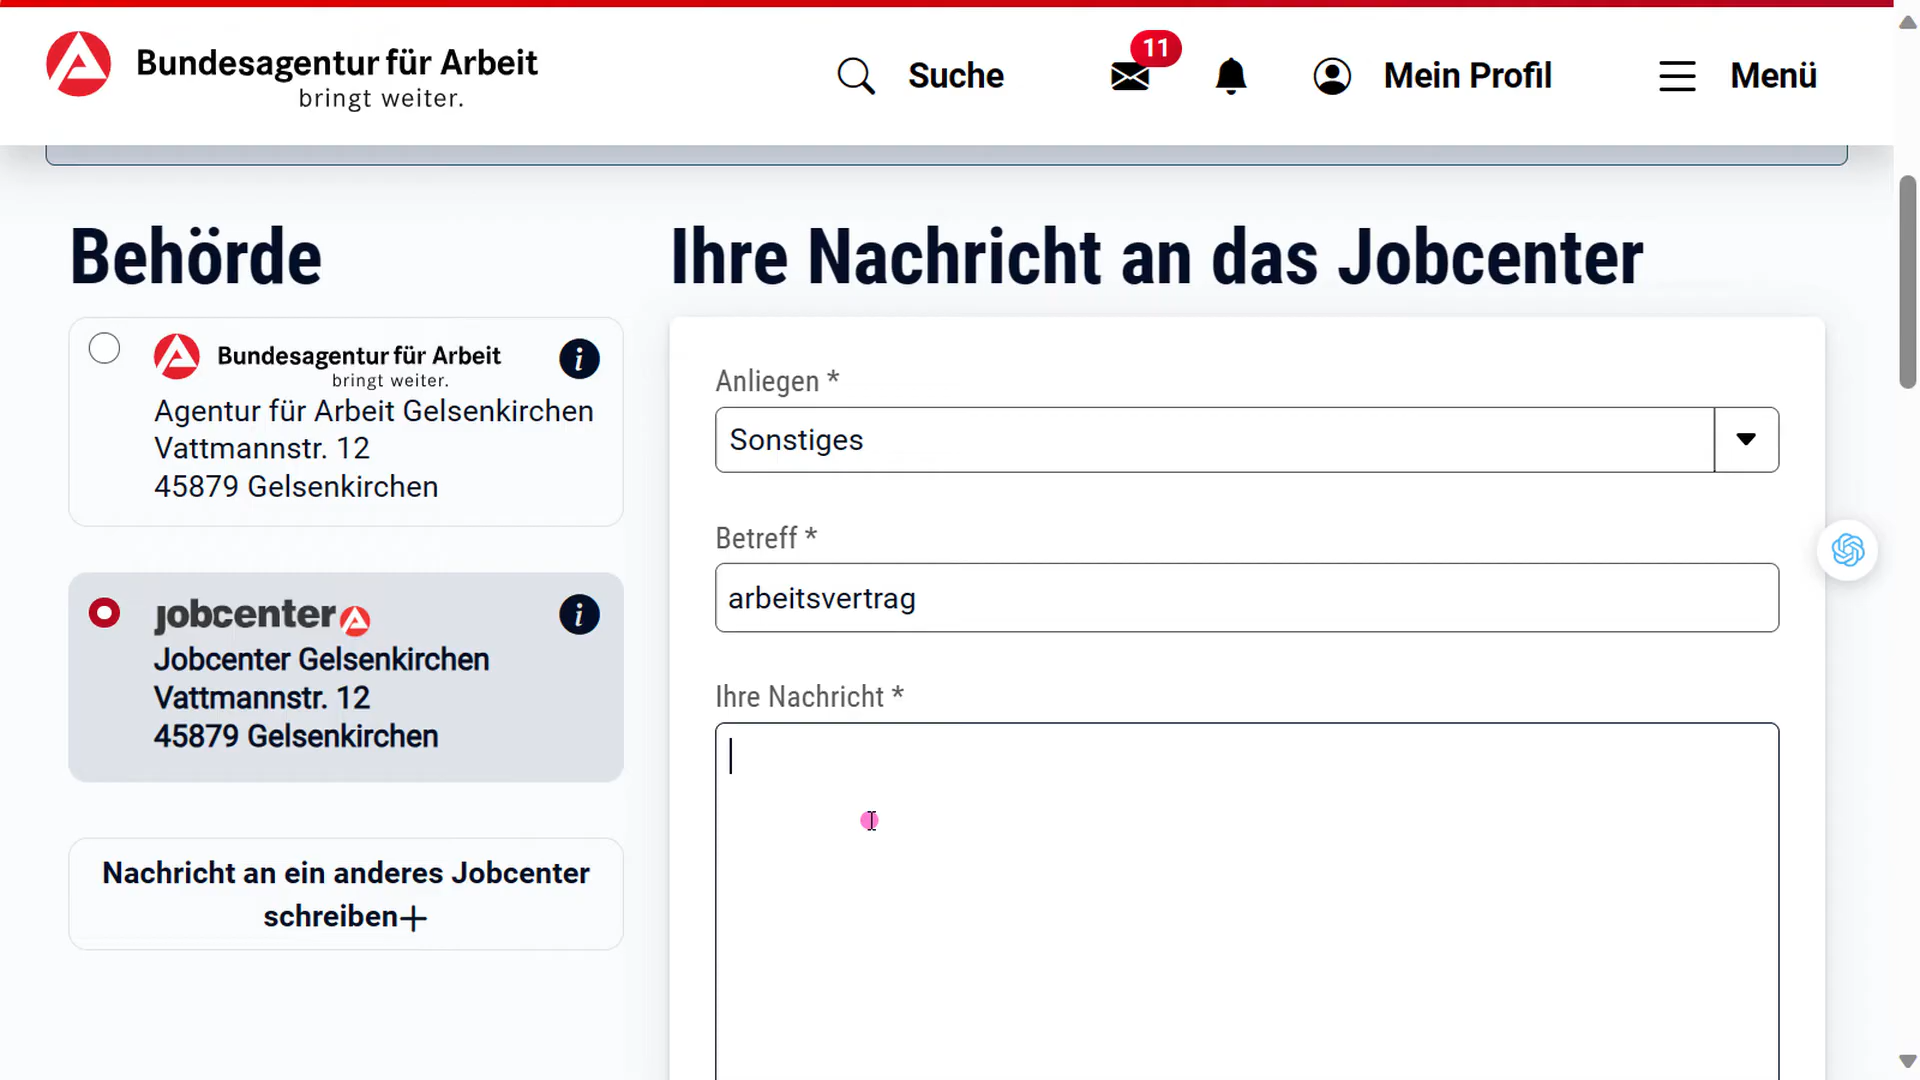 Bundesagentur für Arbeit
bringt weiter.
Suche
11
Mein Profil
Menü
Behörde
Bundesagentur für Arbeit
bringt weiter.
Agentur für Arbeit Gelsenkirchen
Vattmannstr. 12
45879 Gelsenkirchen
jobcenter
Jobcenter Gelsenkirchen
Vattmannstr. 12
45879 Gelsenkirchen
Nachricht an ein anderes Jobcenter
schreiben+
Ihre Nachricht an das Jobcenter
Anliegen *
Sonstiges
Betreff *
arbeitsvertrag
Ihre Nachricht *